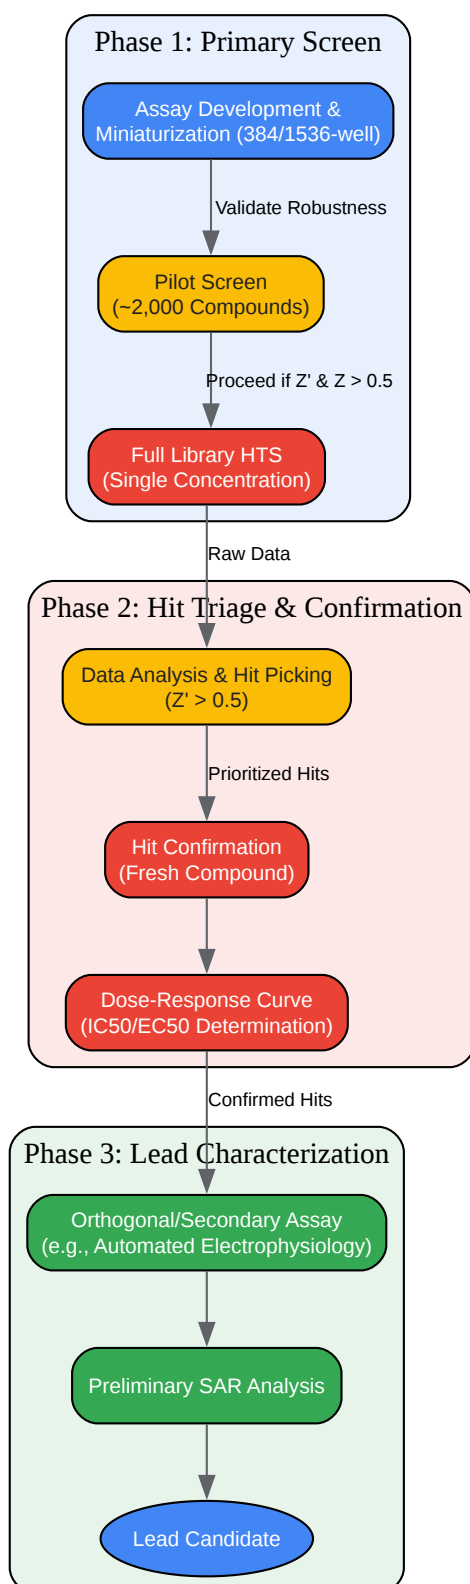 Phase 1: Primary Screen
Assay Development &
Miniaturization (384/1536-well)
Validate Robustness
Pilot Screen
(~2,000 Compounds)
Proceed if Z' & Z > 0.5
Full Library HTS
(Single Concentration)
Raw Data
Phase 2: Hit Triage & Confirmation
Data Analysis & Hit Picking
(Z' > 0.5)
Prioritized Hits
Hit Confirmation
(Fresh Compound)
Dose-Response Curve
(IC50/EC50 Determination)
Confirmed Hits
Phase 3: Lead Characterization
Orthogonal/Secondary Assay
(e.g., Automated Electrophysiology)
Preliminary SAR Analysis
Lead Candidate